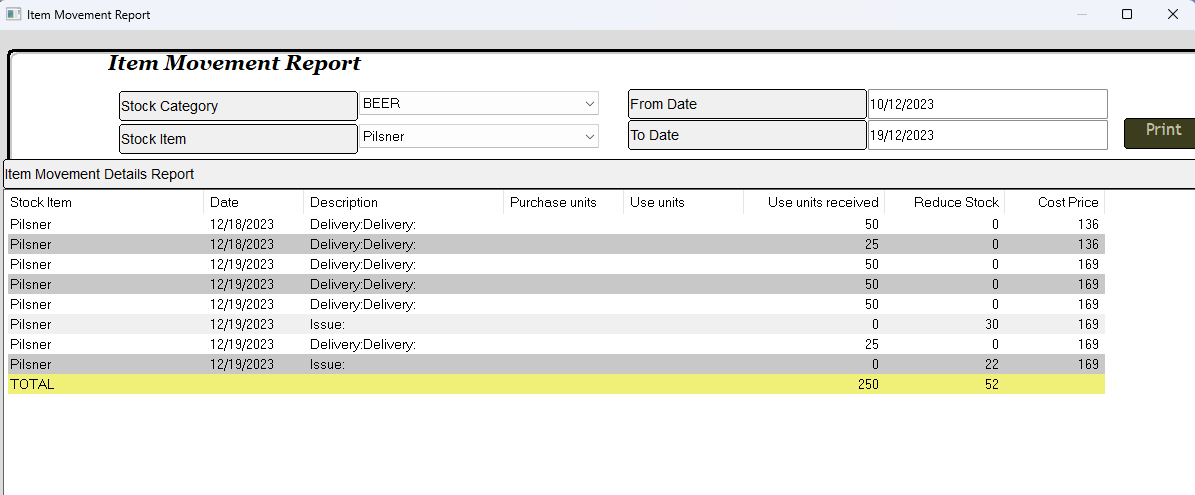 Item Movement Report
Item Movement Report
Stock Category BEER From Date 10/12/2023
Stock Item Pilsner To Date 19/12/2023 Print
Item Movement Details Report
Stock Item Date Description Purchase units Use units Use units received Reduce Stock Cost Price
Pilsner 12/18/2023 Delivery:Delivery: 50 0 136
Pilsner 12/18/2023 Delivery:Delivery: 25 0 136
Pilsner 12/19/2023 Delivery:Delivery: 50 0 169
Pilsner 12/19/2023 Delivery:Delivery: 50 0 169
Pilsner 12/19/2023 Delivery:Delivery: 50 0 169
Pilsner 12/19/2023 Issue: 0 30 169
Pilsner 12/19/2023 Delivery:Delivery: 25 0 169
Pilsner 12/19/2023 Issue: 0 22 169
TOTAL 250 52